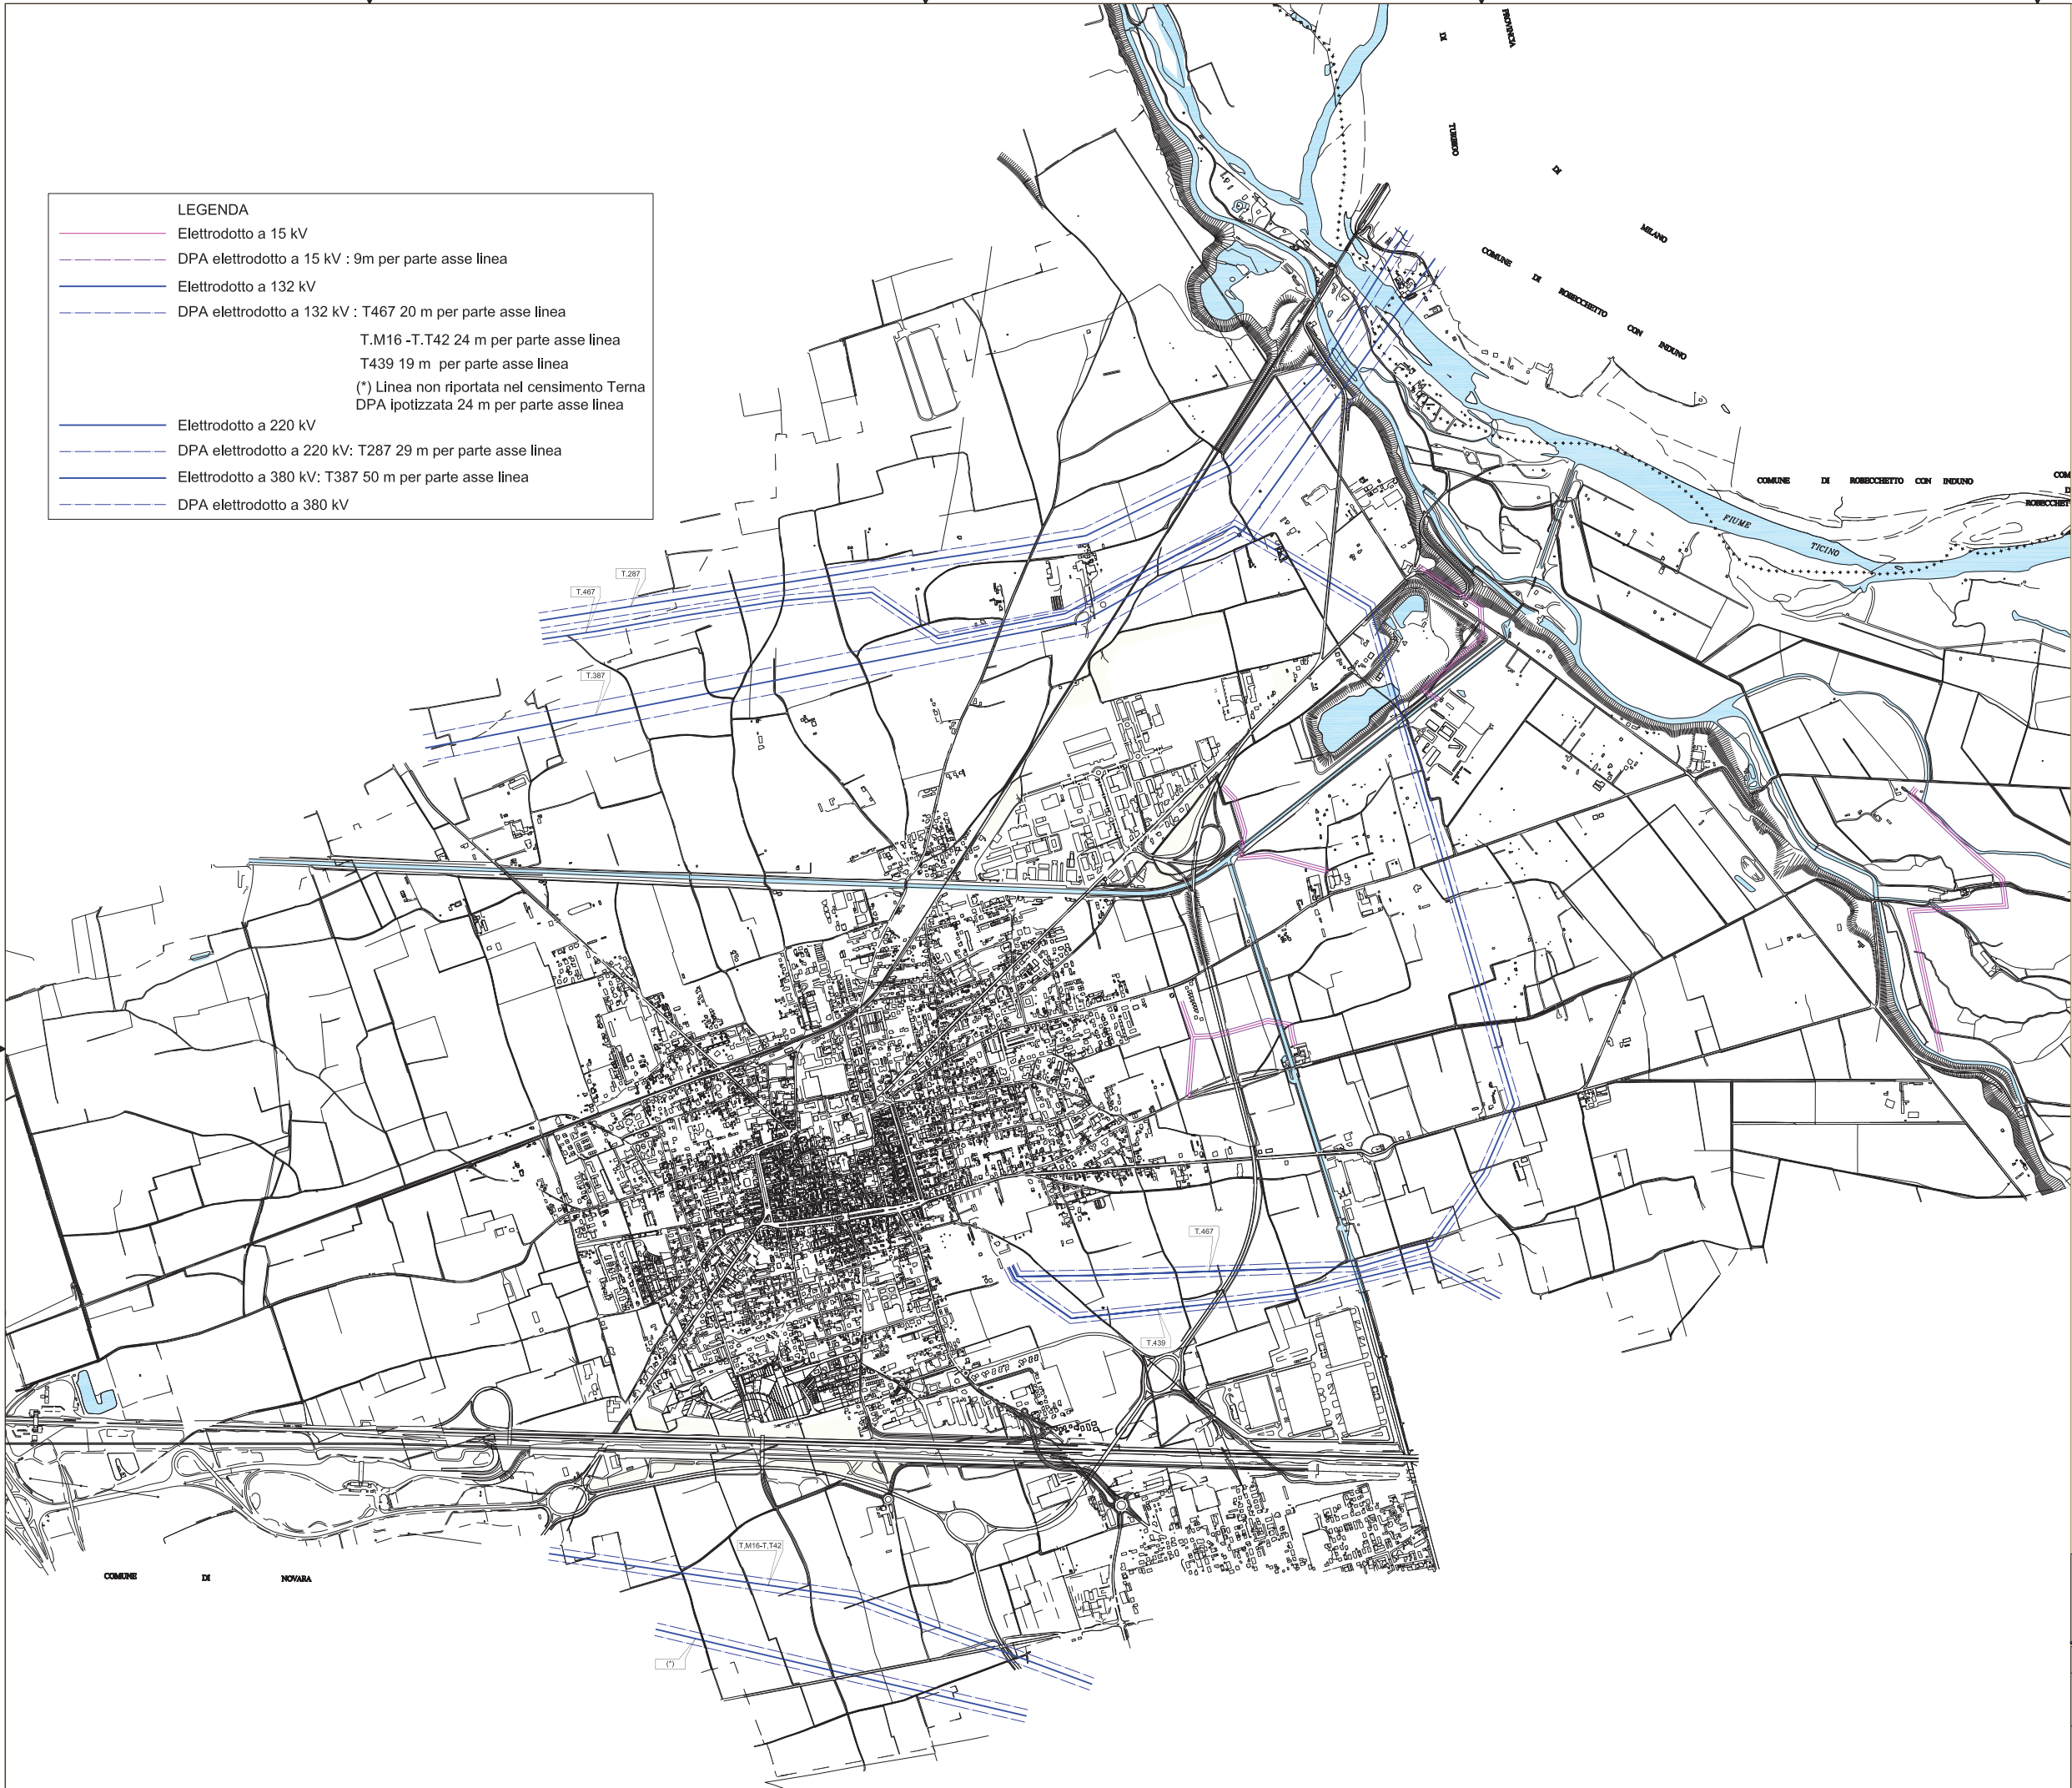 LEGENDA
Elettrodotto a 15 kV
DPA elettrodotto a 15 kV : 9m per parte asse linea
Elettrodotto a 132 kV
DPA elettrodotto a 132 kV : T467 20 m per parte asse linea
T.M16 -T.T42 24 m per parte asse linea
T439 19 m per parte asse linea
(*) Linea non riportata nel censimento Terna
DPA ipotizzata 24 m per parte asse linea
Elettrodotto a 220 kV
DPA elettrodotto a 220 kV: T287 29 m per parte asse linea
Elettrodotto a 380 kV: T387 50 m per parte asse linea
DPA elettrodotto a 380 kV
PROVINCIA
DI
MILANO
DI
TURBIGO
COMUNE DI ROBECCHETTO CON INDUNO
COMUNE DI ROBECCHETTO CON INDUNO
COM
D
ROBECCHET
FIUME
TICINO
T.287
T.467
T.387
T.467
T.439
T.M16-T.T42
(*)
COMUNE DI NOVARA